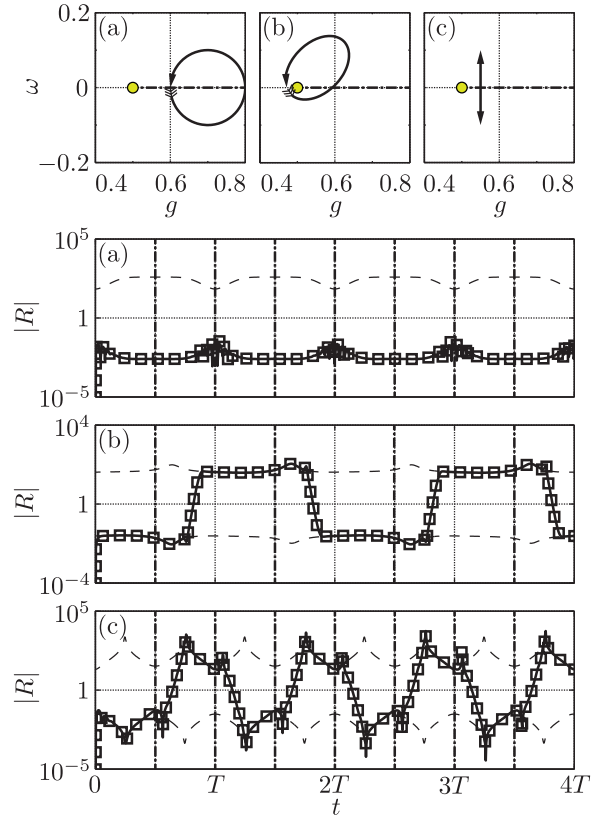 0.2 (a) (b) (c)
ω 0
−0.2
0.4 0.6 0.8 0.4 0.6 0.8 0.4 0.6 0.8
g g g
10^5 (a)
|R| 1
10^-5
10^4 (b)
|R| 1
10^-4
10^5 (c)
|R| 1
10^-5
0 T 2T 3T 4T
t